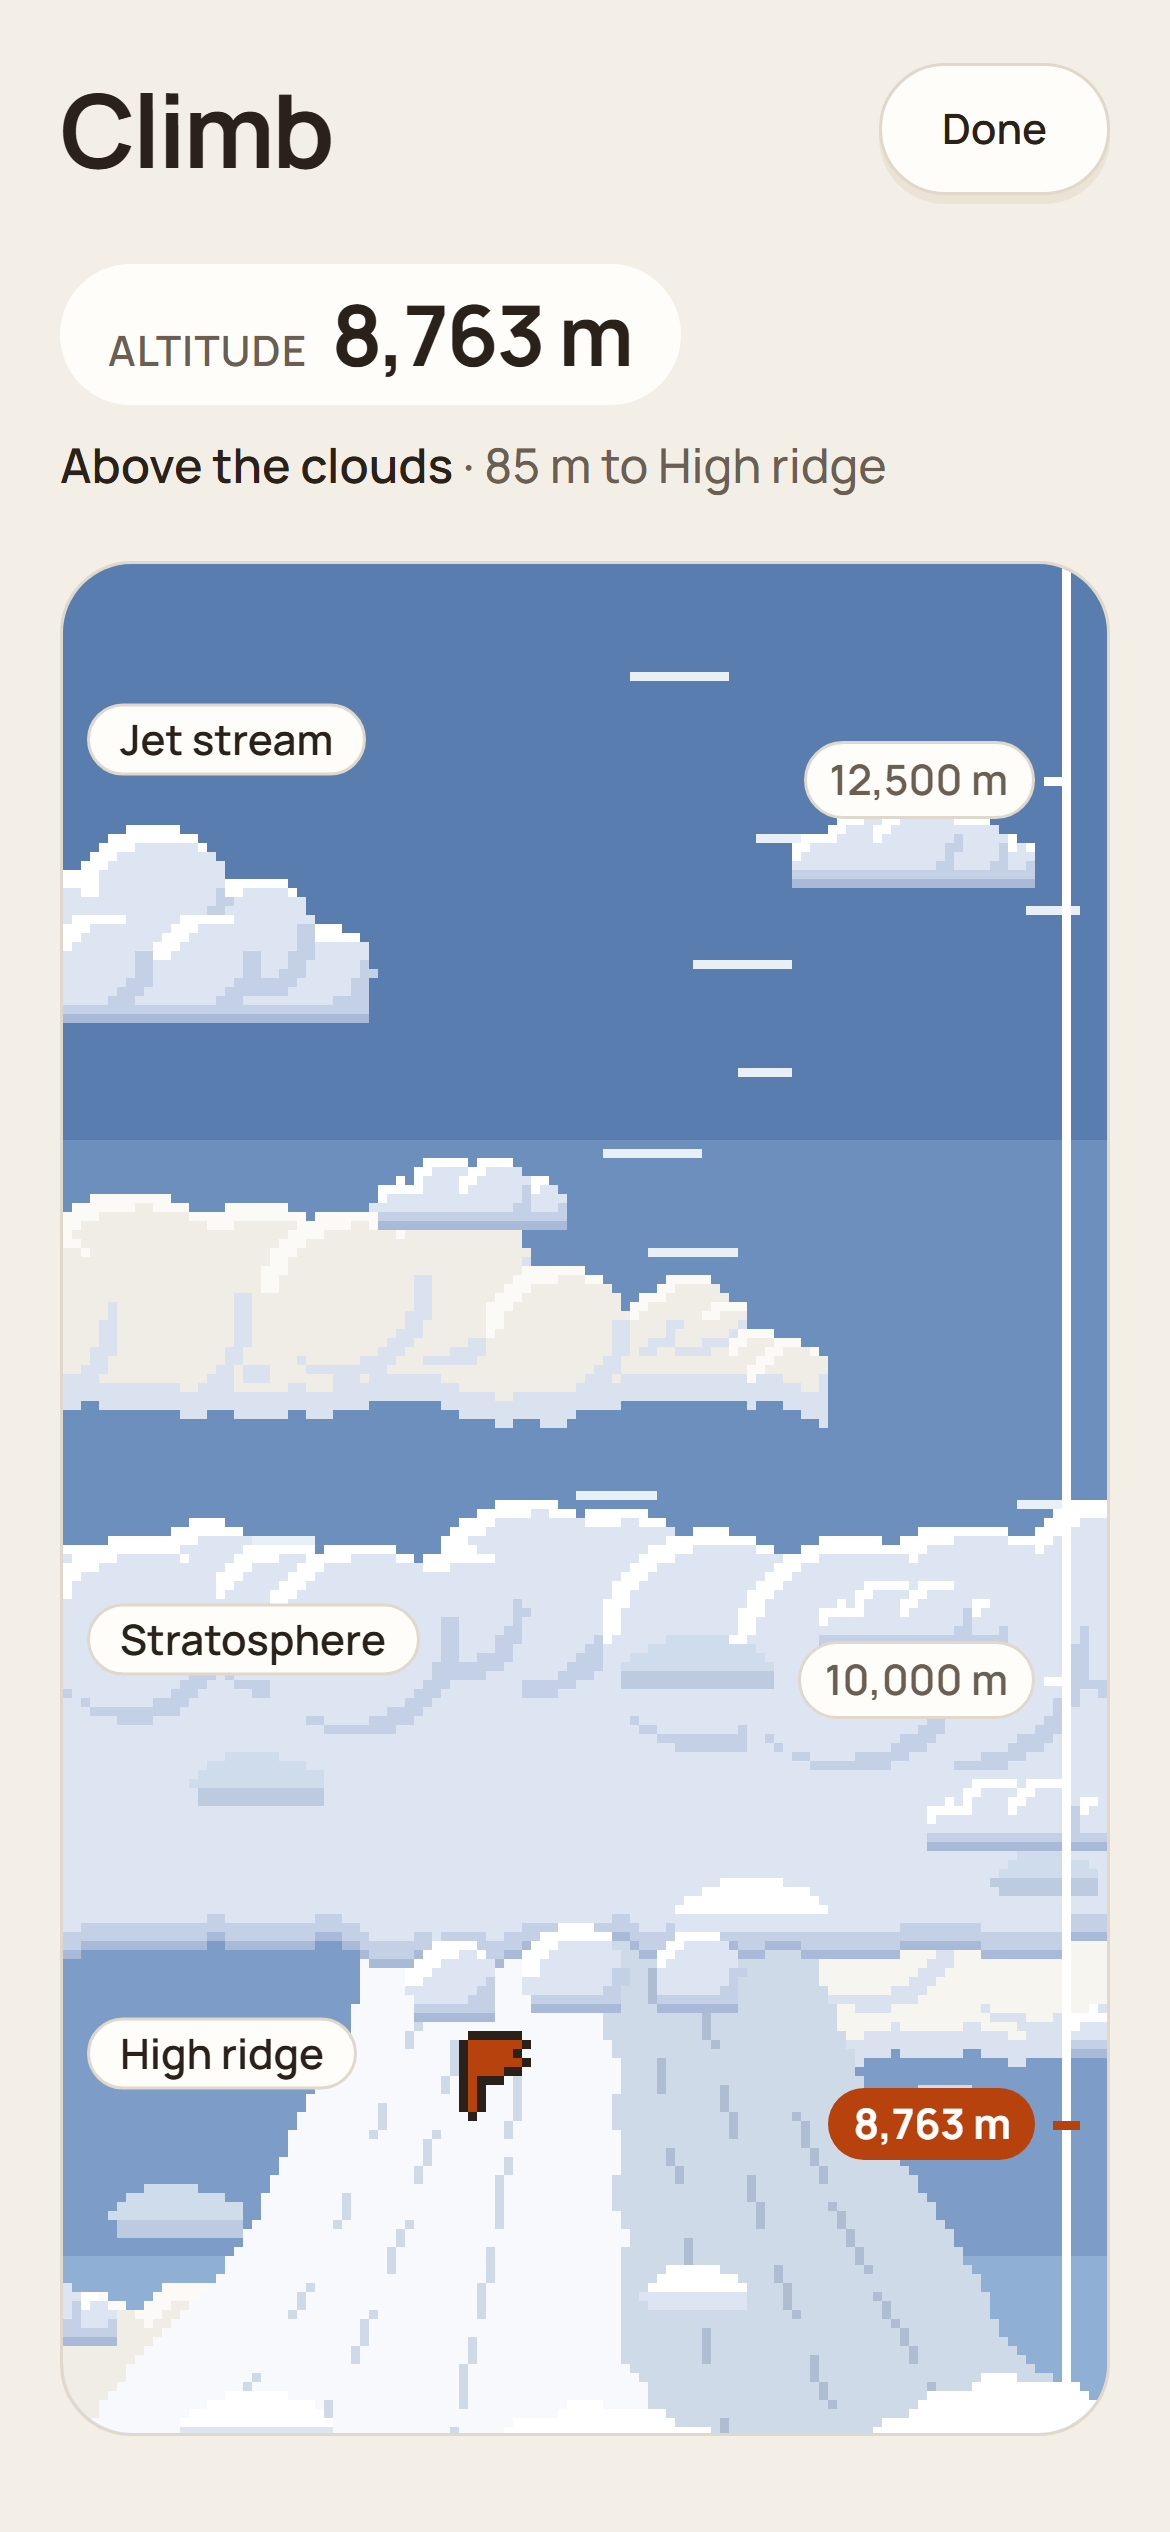 Climb
Done
ALTITUDE 8,763 m
Above the clouds · 85 m to High ridge
Jet stream
12,500 m
Stratosphere
10,000 m
High ridge
8,763 m